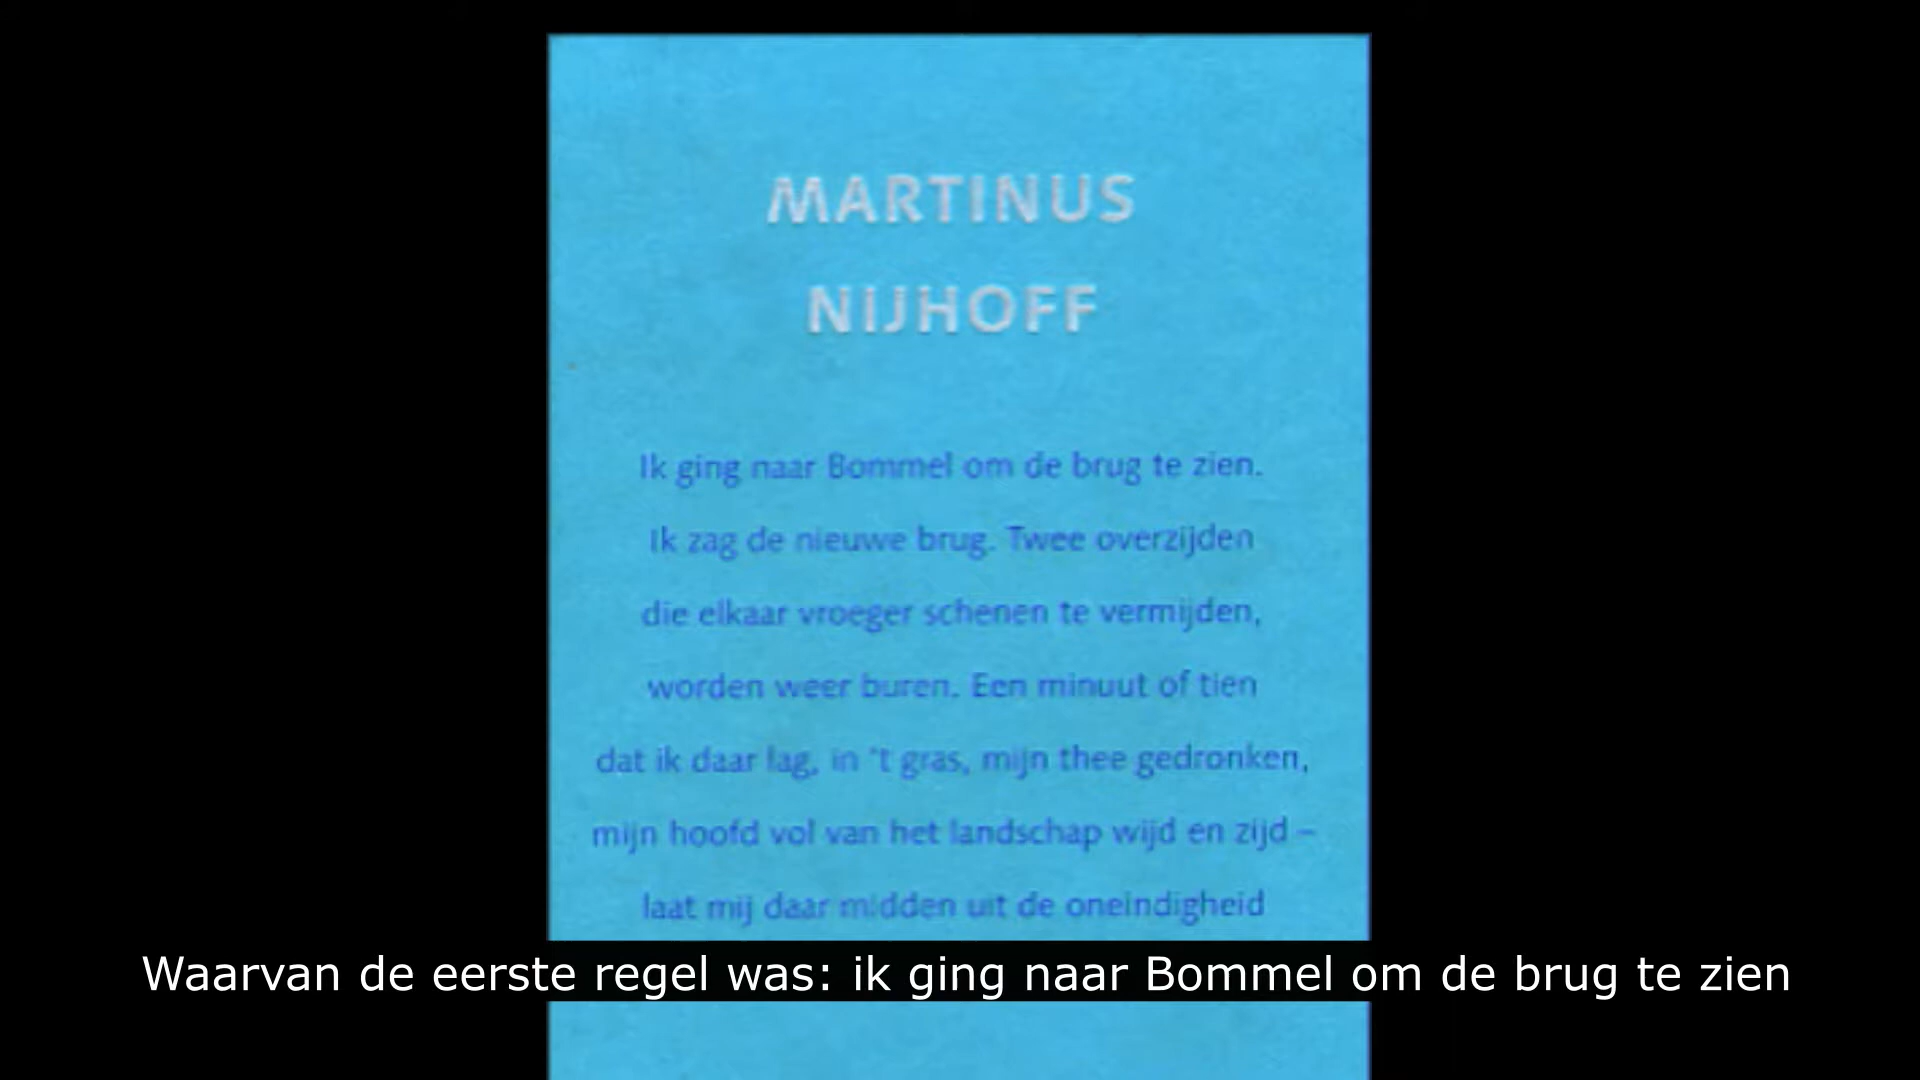 MARTINUS
NIJHOFF
Ik ging naar Bommel om de brug te zien.
Ik zag de nieuwe brug. Twee overzijden
die elkaar vroeger schenen te vermijden,
worden weer buren. Een minuut of tien
dat ik daar lag, in 't gras, mijn thee gedronken,
mijn hoofd vol van het landschap wijd en zijd –
laat mij daar midden uit de oneindigheid
Waarvan de eerste regel was: ik ging naar Bommel om de brug te zien